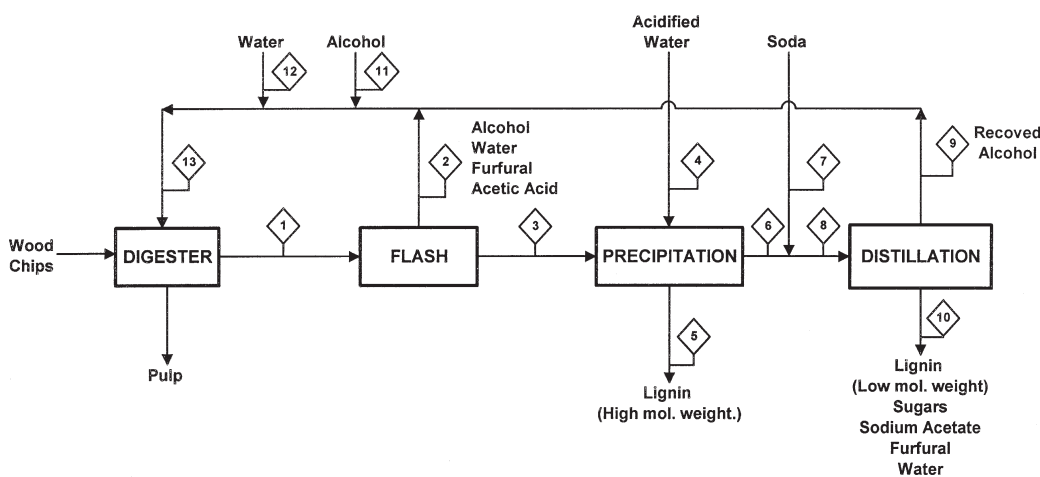 Water
Alcohol
Acidified
Water
Soda
12
11
13
2
Alcohol
Water
Furfural
Acetic Acid
4
7
9
Recoved
Alcohol
Wood
Chips
DIGESTER
1
FLASH
3
PRECIPITATION
6
8
DISTILLATION
Pulp
5
Lignin
(High mol. weight.)
10
Lignin
(Low mol. weight)
Sugars
Sodium Acetate
Furfural
Water